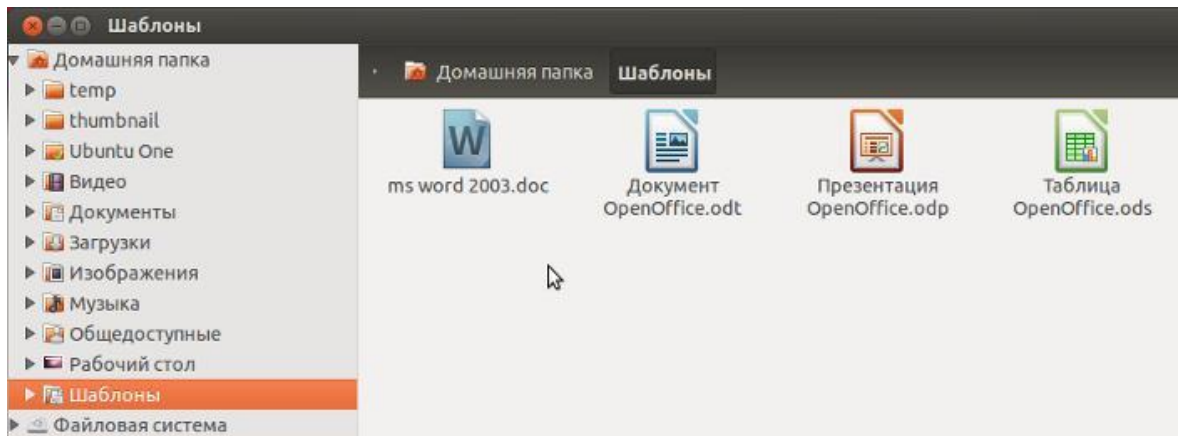 Шаблоны
Домашняя папка
temp
thumbnail
Ubuntu One
Видео
Документы
Загрузки
Изображения
Музыка
Общедоступные
Рабочий стол
Шаблоны
Файловая система
Домашняя папка Шаблоны
W
ms word 2003.doc
Документ
OpenOffice.odt
Презентация
OpenOffice.odp
Таблица
OpenOffice.ods